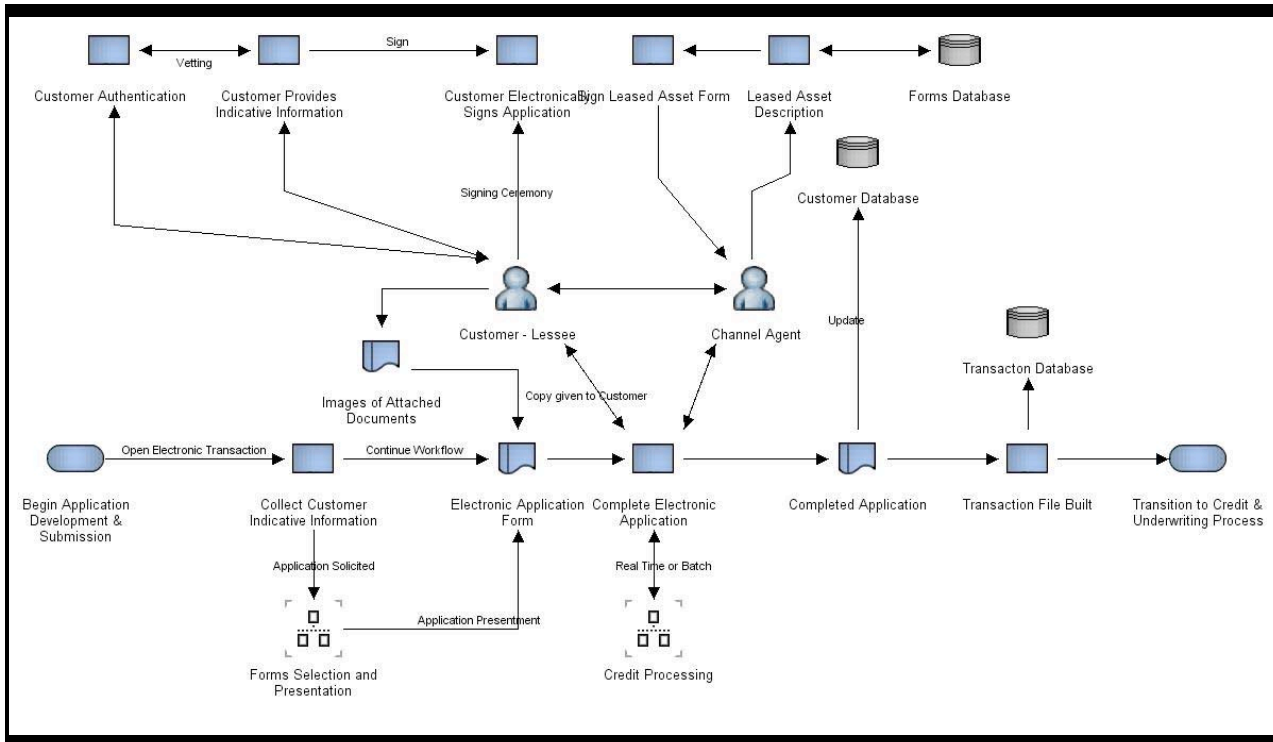 Sign
Vetting
Customer Authentication
Customer Provides
Indicative Information
Customer Electronically
Signs Application
Sign Leased Asset Form
Leased Asset
Description
Forms Database
Signing Ceremony
Customer Database
Customer - Lessee
Channel Agent
Update
Transacton Database
Images of Attached
Documents
Copy given to Customer
Open Electronic Transaction
Continue Workflow
Begin Application
Development &
Submission
Collect Customer
Indicative Information
Electronic Application
Form
Complete Electronic
Application
Completed Application
Transaction File Built
Transition to Credit &
Underwriting Process
Application Solicited
Real Time or Batch
Application Presentment
Forms Selection and
Presentation
Credit Processing